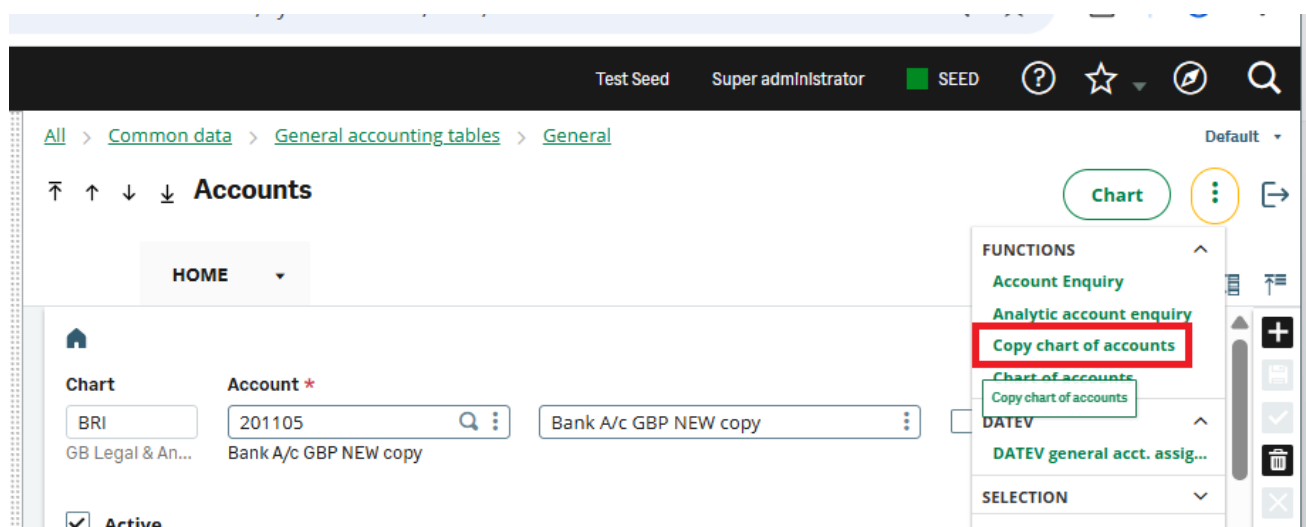 Test Seed Super administrator SEED
All > Common data > General accounting tables > General
Default
Accounts
Chart
FUNCTIONS
HOME
Account Enquiry
Analytic account enquiry
Copy chart of accounts
Chart Account *
Chart of accounts
Copy chart of accounts
BRI 201105 Bank A/c GBP NEW copy
DATEV
GB Legal & An... Bank A/c GBP NEW copy
DATEV general acct. assig...
SELECTION
Active